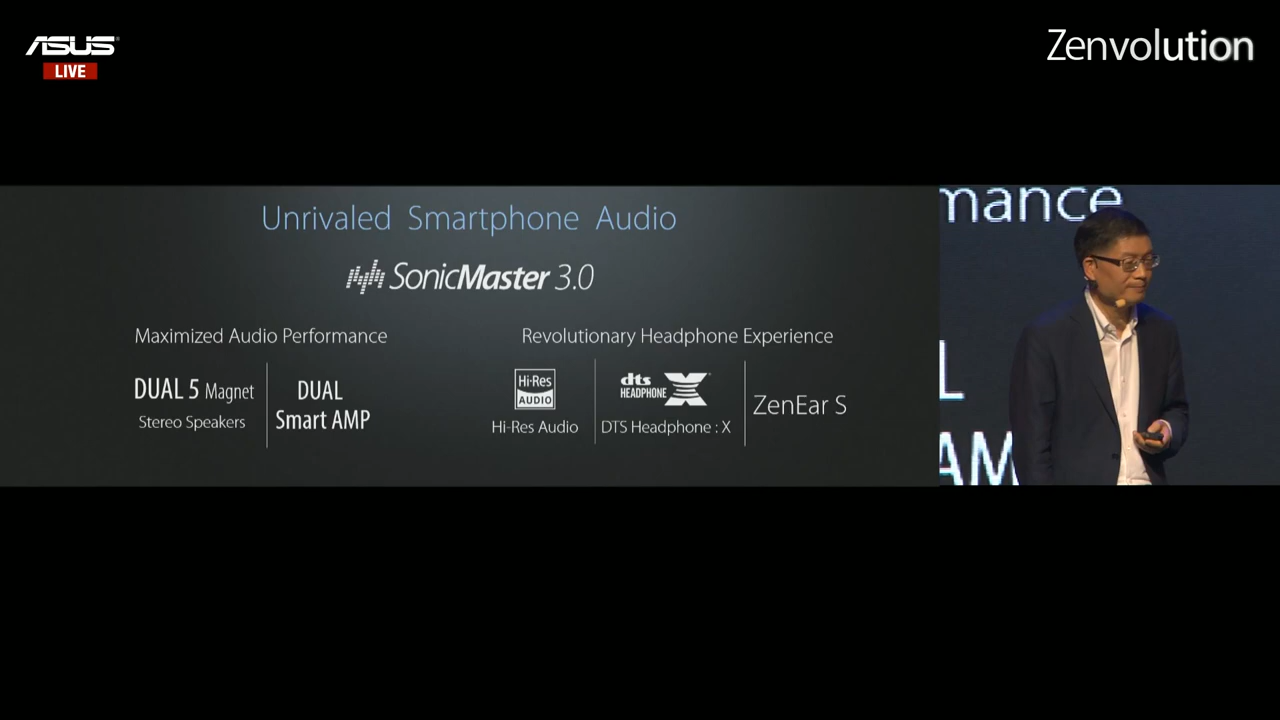 ASUS
LIVE
Zenvolution
Unrivaled Smartphone Audio
SonicMaster 3.0
Maximized Audio Performance
DUAL 5 Magnet
Stereo Speakers
DUAL
Smart AMP
Revolutionary Headphone Experience
Hi-Res
AUDIO
Hi-Res Audio
dts
HEADPHONE X
DTS Headphone : X
ZenEar S
mance
L
AM